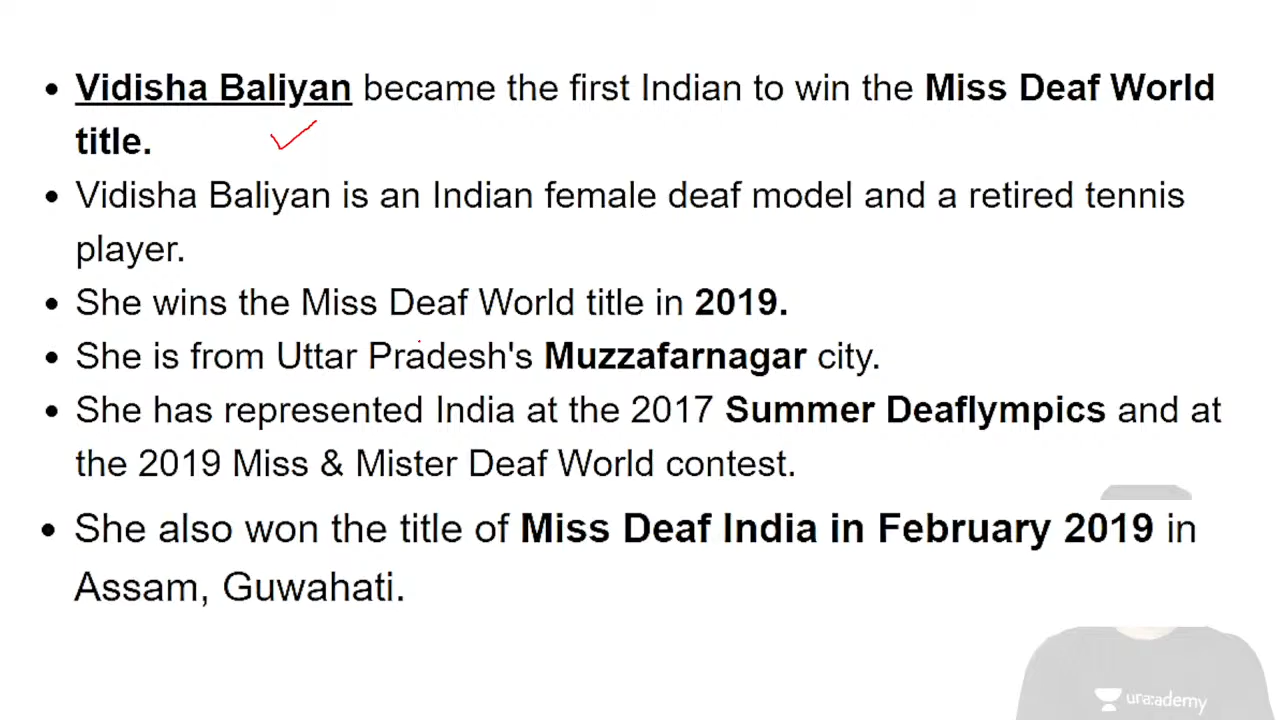 • Vidisha Baliyan became the first Indian to win the Miss Deaf World
title.
• Vidisha Baliyan is an Indian female deaf model and a retired tennis
player.
• She wins the Miss Deaf World title in 2019.
• She is from Uttar Pradesh's Muzzafarnagar city.
• She has represented India at the 2017 Summer Deaflympics and at
the 2019 Miss & Mister Deaf World contest.
• She also won the title of Miss Deaf India in February 2019 in
Assam, Guwahati.